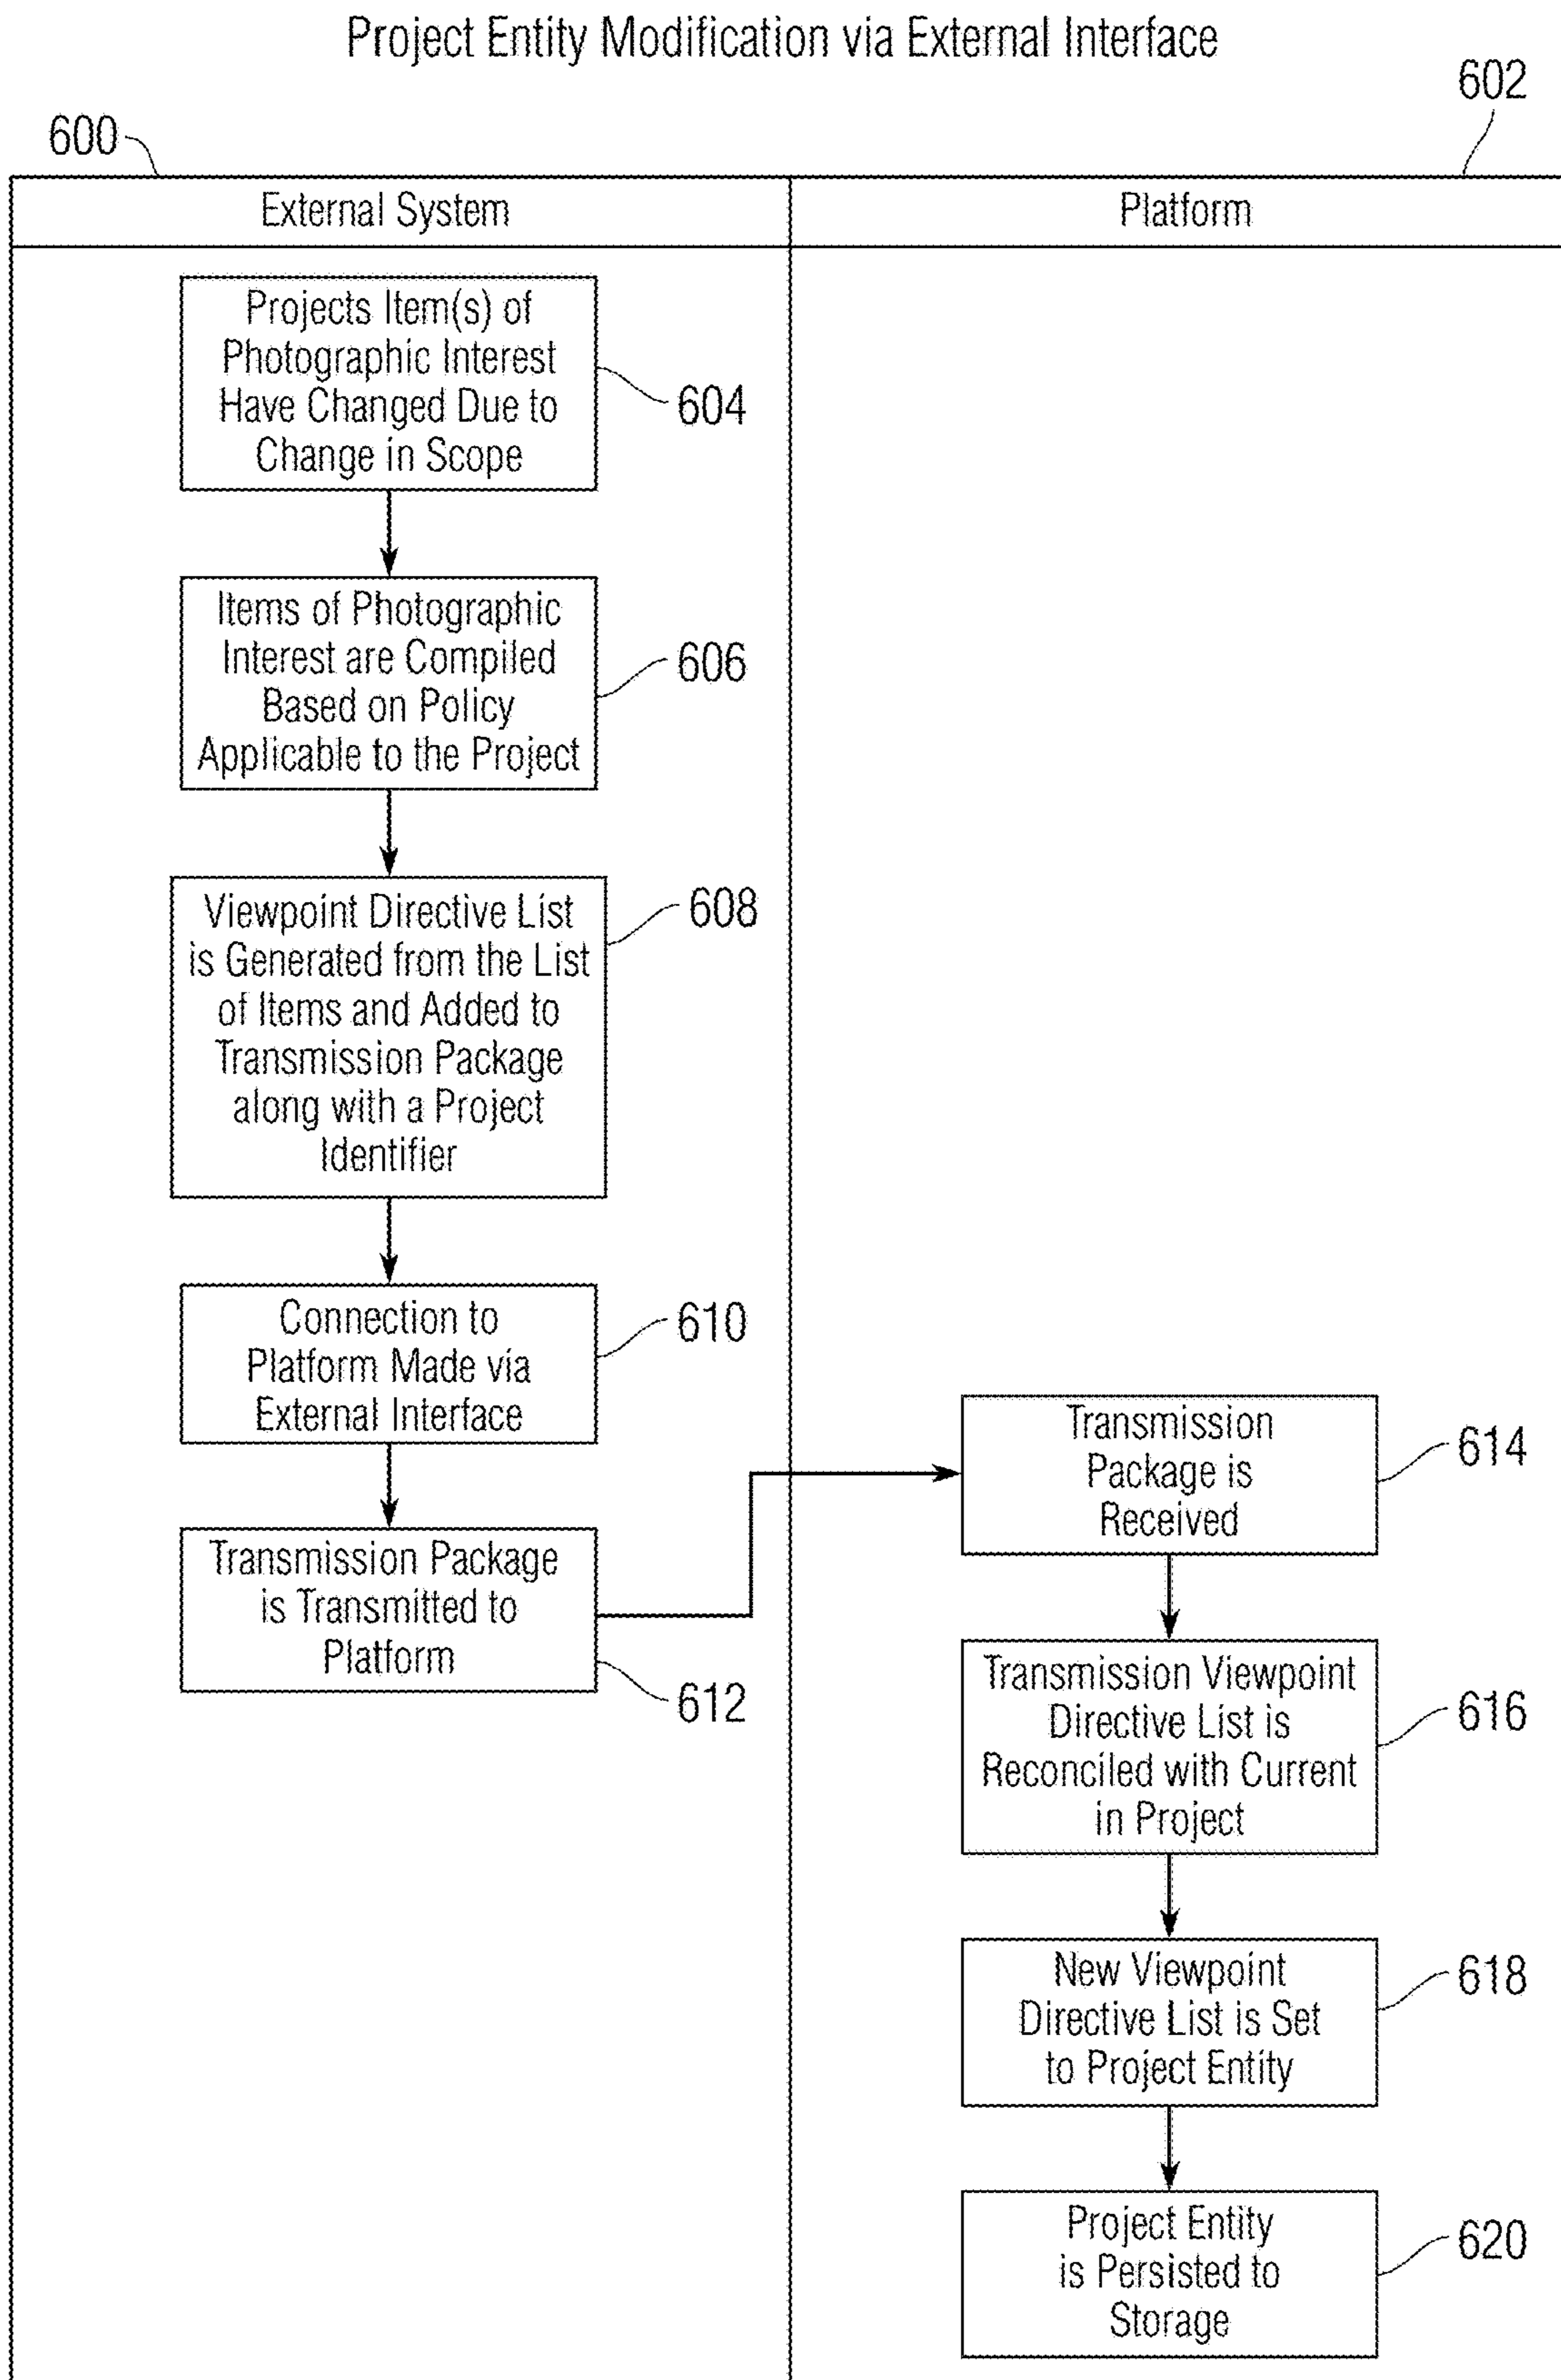 Project Entity Modification via External Interface
602
600
External System
Platform
Projects Item(s) of
Photographic Interest
Have Changed Due to
Change in Scope
604
Items of Photographic
Interest are Compiled
Based on Policy
Applicable to the Project
606
Viewpoint Directive List
is Generated from the List
of Items and Added to
Transmission Package
along with a Project
Identifier
608
Connection to
Platform Made via
External Interface
610
Transmission Package
is Transmitted to
Platform
612
Transmission
Package is
Received
614
Transmission Viewpoint
Directive List is
Reconciled with Current
in Project
616
New Viewpoint
Directive List is Set
to Project Entity
618
Project Entity
is Persisted to
Storage
620